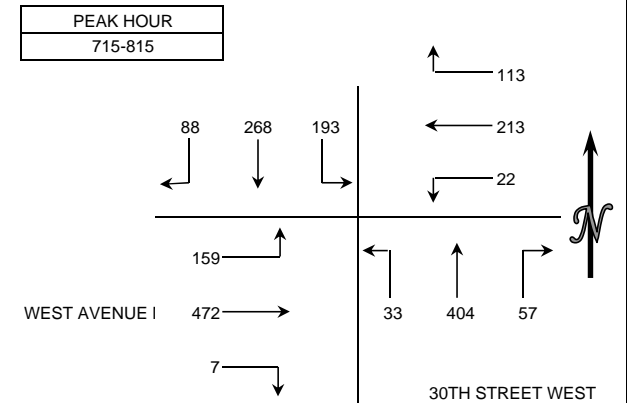 PEAK HOUR
715-815
113
88 268 193
213
22
159
N
WEST AVENUE I 472
33 404 57
7
30TH STREET WEST